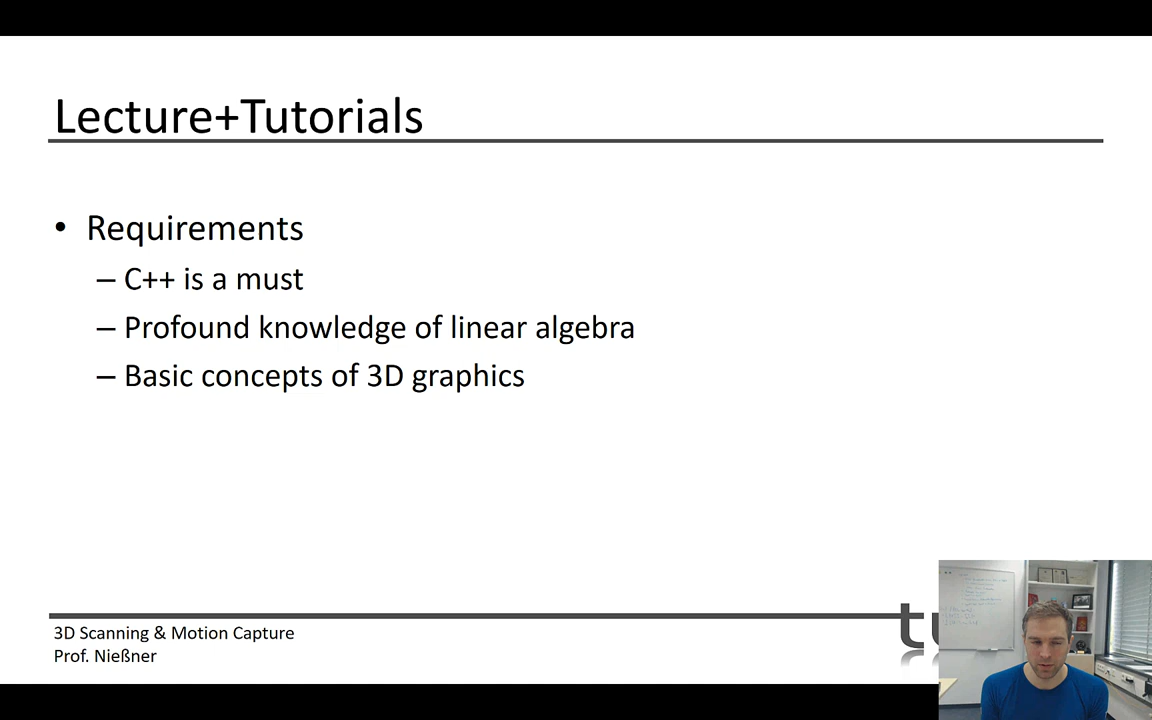 Lecture+Tutorials
• Requirements
– C++ is a must
– Profound knowledge of linear algebra
– Basic concepts of 3D graphics
3D Scanning & Motion Capture
Prof. Nießner